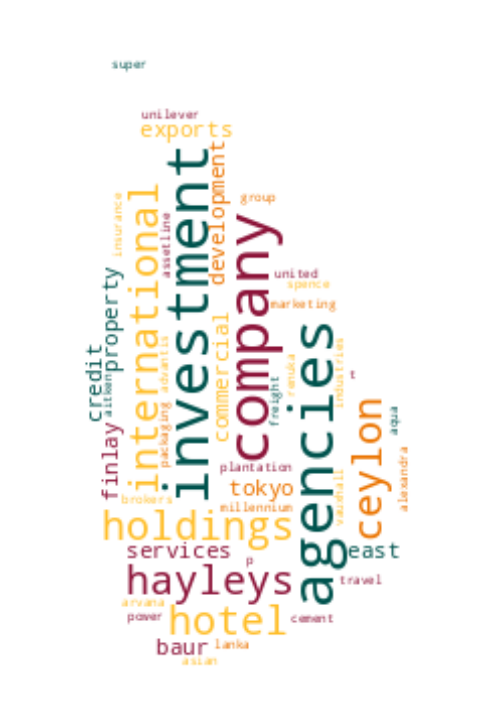 super
unilever
exports
investment
development
international
insurance
assetline
group
company
united
spence
marketing
property
credit
aitken
advantis
commercial
freight
renuka
agencies
industries
t
finlay
packaging
ceylon
aqua
alexandra
plantation
tokyo
vauxhall
brokers
millennium
holdings
services
east
p
hayleys
travel
arvana
hotel
power
cement
baur
lanka
asian